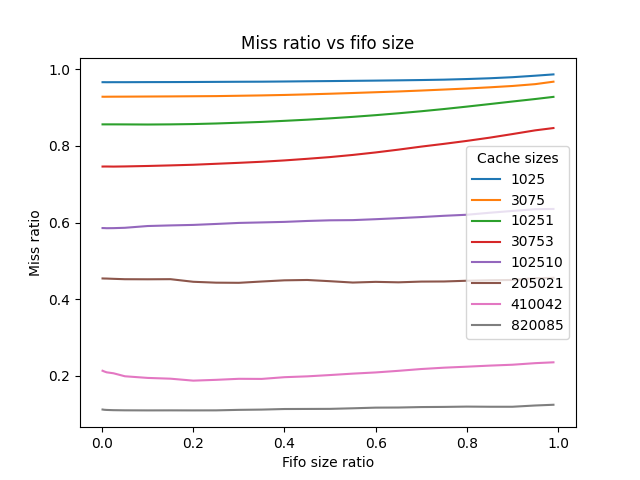 Miss ratio vs fifo size
1.0
0.8
0.6
0.4
0.2
Miss ratio
Cache sizes
1025
3075
10251
30753
102510
205021
410042
820085
0.0 0.2 0.4 0.6 0.8 1.0
Fifo size ratio